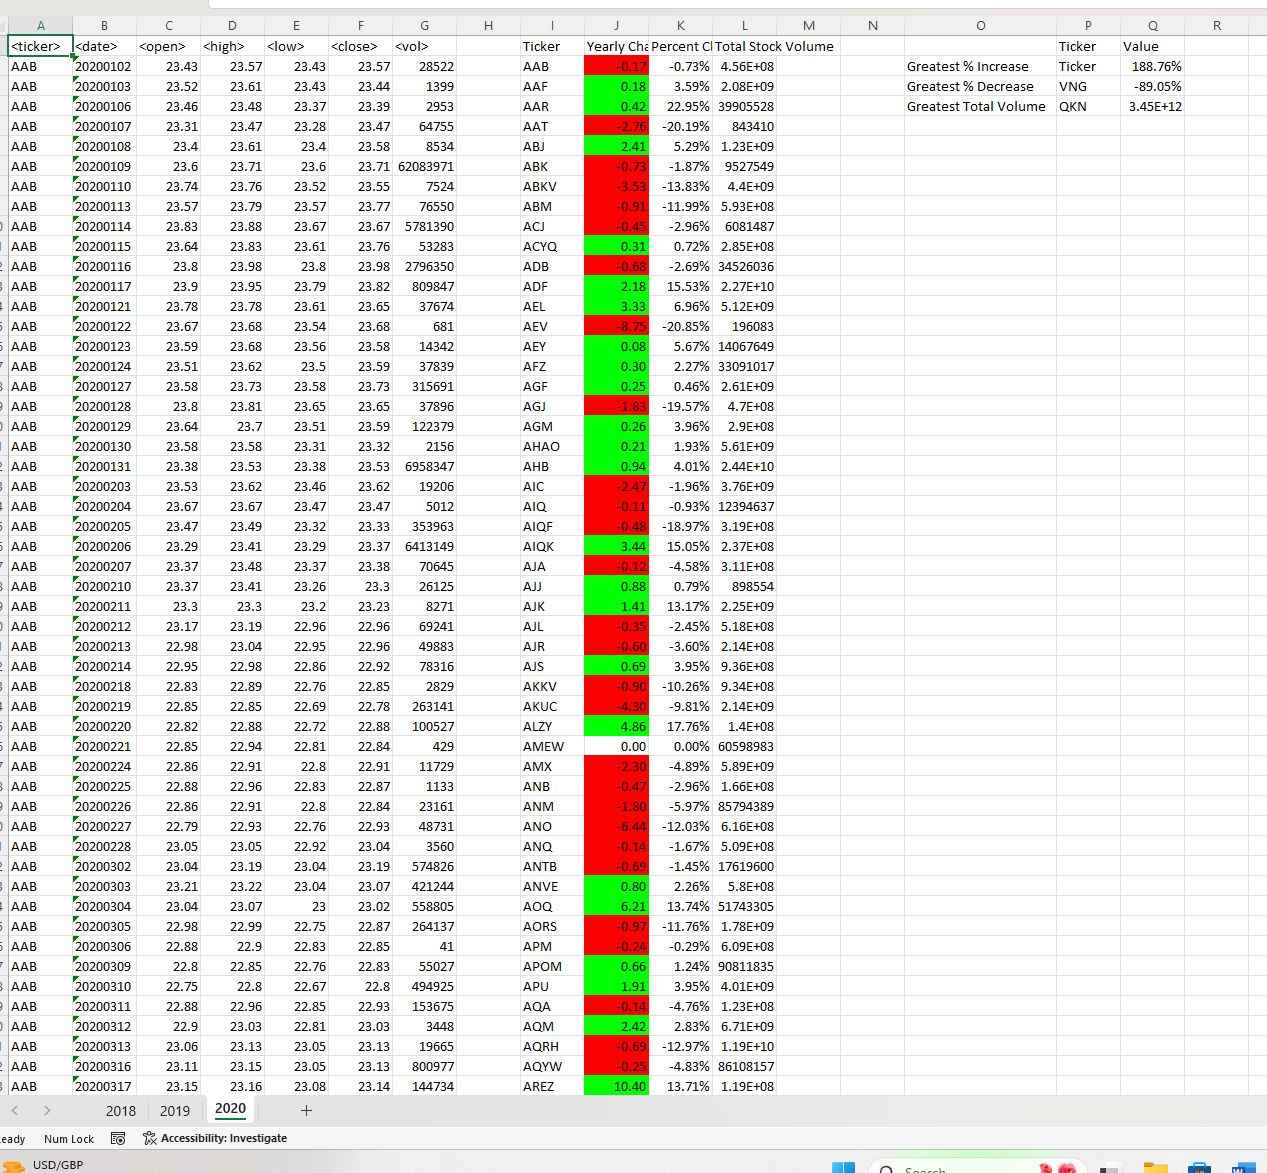 A B C D E F G H I J K L M N O P Q R
<ticker> <date> <open> <high> <low> <close> <vol> Ticker Yearly Cha Percent C Total Stock Volume Ticker Value
AAB 20200102 23.43 23.57 23.43 23.57 28522 AAB -0.17 -0.73% 4.56E+08 Greatest % Increase Ticker 188.76%
AAB 20200103 23.52 23.61 23.43 23.44 1399 AAF 0.18 3.59% 2.08E+09 Greatest % Decrease VNG -89.05%
AAB 20200106 23.46 23.48 23.37 23.39 2953 AAR 0.42 22.95% 39905528 Greatest Total Volume QKN 3.45E+12
AAB 20200107 23.31 23.47 23.28 23.47 64755 AAT -2.76 -20.19% 843410
AAB 20200108 23.4 23.61 23.4 23.58 8534 ABJ 2.41 5.29% 1.23E+09
AAB 20200109 23.6 23.71 23.6 23.71 62083971 ABK -0.73 -1.87% 9527549
AAB 20200110 23.74 23.76 23.52 23.55 7524 ABKV -3.53 -13.83% 4.4E+09
AAB 20200113 23.57 23.79 23.57 23.77 76550 ABM -0.91 -11.99% 5.93E+08
AAB 20200114 23.83 23.88 23.67 23.67 5781390 ACJ -0.45 -2.96% 6081487
AAB 20200115 23.64 23.83 23.61 23.76 53283 ACYQ 0.31 0.72% 2.85E+08
AAB 20200116 23.8 23.98 23.8 23.98 2796350 ADB -0.68 -2.69% 34526036
AAB 20200117 23.9 23.95 23.79 23.82 809847 ADF 2.18 15.53% 2.27E+10
AAB 20200121 23.78 23.78 23.61 23.65 37674 AEL 3.33 6.96% 5.12E+09
AAB 20200122 23.67 23.68 23.54 23.68 681 AEV -8.75 -20.85% 196083
AAB 20200123 23.59 23.68 23.56 23.58 14342 AEY 0.08 5.67% 14067649
AAB 20200124 23.51 23.62 23.5 23.59 37839 AFZ 0.30 2.27% 33091017
AAB 20200127 23.58 23.73 23.58 23.73 315691 AGF 0.25 0.46% 2.61E+09
AAB 20200128 23.8 23.81 23.65 23.65 37896 AGJ -1.83 -19.57% 4.7E+08
AAB 20200129 23.64 23.7 23.51 23.59 122379 AGM 0.26 3.96% 2.9E+08
AAB 20200130 23.58 23.58 23.31 23.32 2156 AHAO 0.21 1.93% 5.61E+09
AAB 20200131 23.38 23.53 23.38 23.53 6958347 AHB 0.94 4.01% 2.44E+10
AAB 20200203 23.53 23.62 23.46 23.62 19206 AIC -2.47 -1.96% 3.76E+09
AAB 20200204 23.67 23.67 23.47 23.47 5012 AIQ -0.11 -0.93% 12394637
AAB 20200205 23.47 23.49 23.32 23.33 353963 AIQF -0.48 -18.97% 3.19E+08
AAB 20200206 23.29 23.41 23.29 23.37 6413149 AIQK 3.44 15.05% 2.37E+08
AAB 20200207 23.37 23.48 23.37 23.38 70645 AJA -0.12 -4.58% 3.11E+08
AAB 20200210 23.37 23.41 23.26 23.3 26125 AJJ 0.88 0.79% 898554
AAB 20200211 23.3 23.3 23.2 23.23 8271 AJK 1.41 13.17% 2.25E+09
AAB 20200212 23.17 23.19 22.96 22.96 69241 AJL -0.35 -2.45% 5.18E+08
AAB 20200213 22.98 23.04 22.95 22.96 49883 AJR -0.60 -3.60% 2.14E+08
AAB 20200214 22.95 22.98 22.86 22.92 78316 AJS 0.69 3.95% 9.36E+08
AAB 20200218 22.83 22.89 22.76 22.85 2829 AKKV -0.90 -10.26% 9.34E+08
AAB 20200219 22.85 22.85 22.69 22.78 263141 AKUC -4.30 -9.81% 2.14E+09
AAB 20200220 22.82 22.88 22.72 22.88 100527 ALZY 4.86 17.76% 1.4E+08
AAB 20200221 22.85 22.94 22.81 22.84 429 AMEW 0.00 0.00% 60598983
AAB 20200224 22.86 22.91 22.8 22.91 11729 AMX -2.30 -4.89% 5.89E+09
AAB 20200225 22.88 22.96 22.83 22.87 1133 ANB -0.47 -2.96% 1.66E+08
AAB 20200226 22.86 22.91 22.8 22.84 23161 ANM -1.80 -5.97% 85794389
AAB 20200227 22.79 22.93 22.76 22.93 48731 ANO -6.44 -12.03% 6.16E+08
AAB 20200228 23.05 23.05 22.92 23.04 3560 ANQ -0.14 -1.67% 5.09E+08
AAB 20200302 23.04 23.19 23.04 23.19 574826 ANTB -0.69 -1.45% 17619600
AAB 20200303 23.21 23.22 23.04 23.07 421244 ANVE 0.80 2.26% 5.8E+08
AAB 20200304 23.04 23.07 23 23.02 558805 AOQ 6.21 13.74% 51743305
AAB 20200305 22.98 22.99 22.75 22.87 264137 AORS -0.97 -11.76% 1.78E+09
AAB 20200306 22.88 22.9 22.83 22.85 41 APM -0.24 -0.29% 6.09E+08
AAB 20200309 22.8 22.85 22.76 22.83 55027 APOM 0.66 1.24% 90811835
AAB 20200310 22.75 22.8 22.67 22.8 494925 APU 1.91 3.95% 4.01E+09
AAB 20200311 22.88 22.96 22.85 22.93 153675 AQA -0.14 -4.76% 1.23E+08
AAB 20200312 22.9 23.03 22.81 23.03 3448 AQM 2.42 2.83% 6.71E+09
AAB 20200313 23.06 23.13 23.05 23.13 19665 AQRH -0.69 -12.97% 1.19E+10
AAB 20200316 23.11 23.15 23.05 23.13 800977 AQYW -0.25 -4.83% 86108157
AAB 20200317 23.15 23.16 23.08 23.14 144734 AREZ 10.40 13.71% 1.19E+08
2018 2019 2020
eady Num Lock Accessibility: Investigate
USD/GBP Search